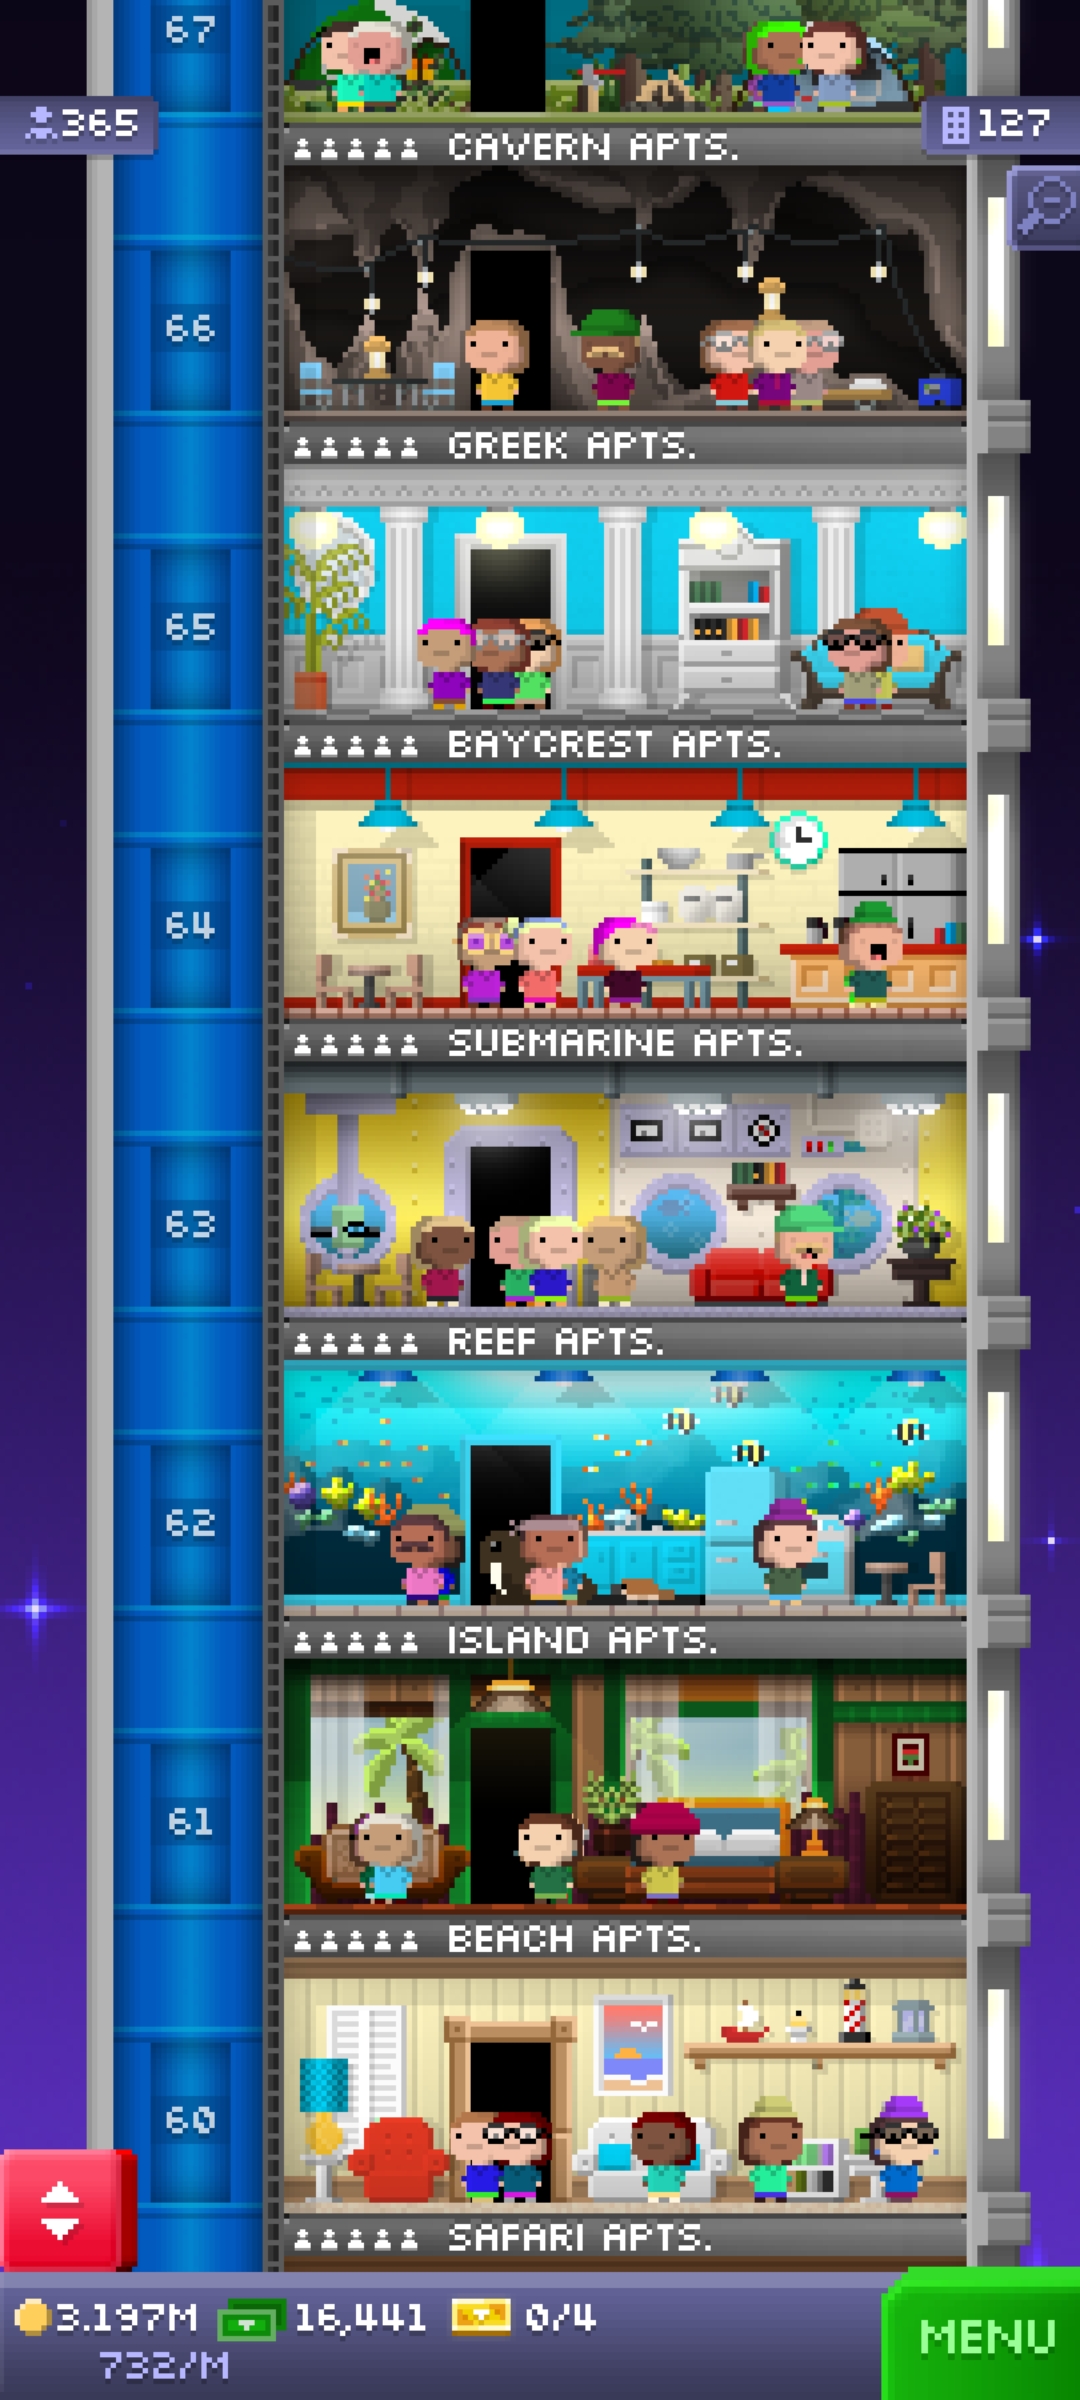 67
365
127
CAVERN APTS.
66
GREEK APTS.
65
BAYCREST APTS.
64
SUBMARINE APTS.
63
REEF APTS.
62
ISLAND APTS.
61
BEACH APTS.
60
SAFARI APTS.
3.197M 16,441 0/4
732/M
MENU